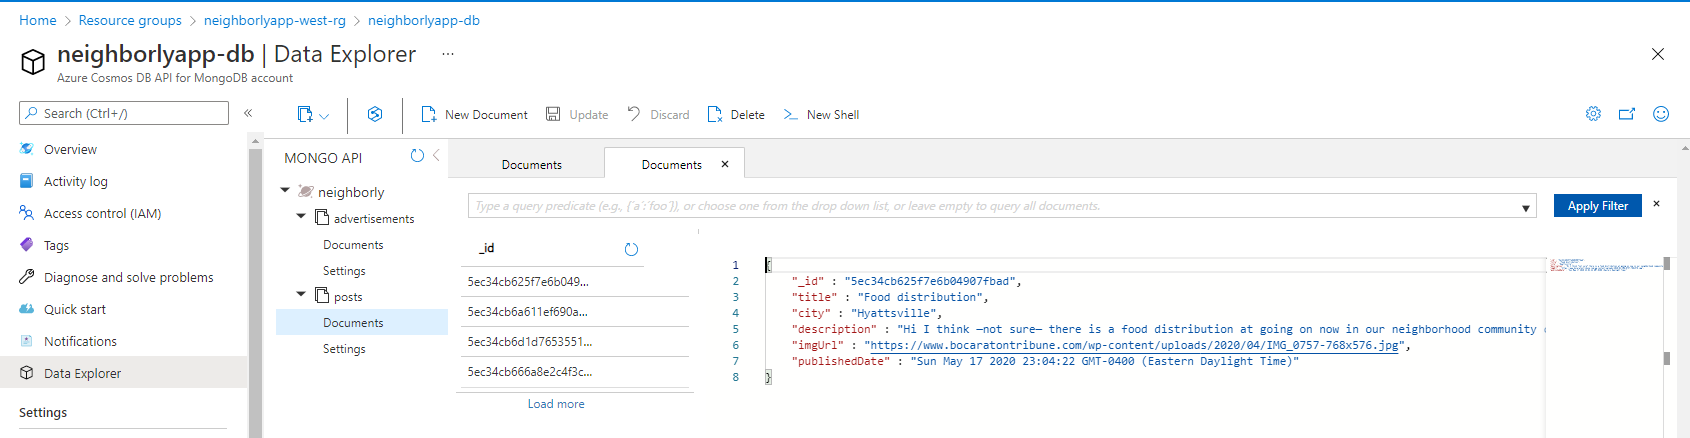 Home > Resource groups > neighborlyapp-west-rg > neighborlyapp-db
neighborlyapp-db | Data Explorer ...
Azure Cosmos DB API for MongoDB account
Search (Ctrl+/)
«
Overview
Activity log
Access control (IAM)
Tags
Diagnose and solve problems
Quick start
Notifications
Data Explorer
Settings
New Document
Update
Discard
Delete
New Shell
MONGO API
neighborly
advertisements
Documents
Settings
posts
Documents
Settings
Documents
Documents ×
Type a query predicate (e.g., {´a´:´foo´}), or choose one from the drop down list, or leave empty to query all documents.
Apply Filter ×
_id
5ec34cb625f7e6b049...
5ec34cb6a611ef690a...
5ec34cb6d1d7653551...
5ec34cb666a8e2c4f3c...
Load more
1 {
2 "_id" : "5ec34cb625f7e6b04907fbad",
3 "title" : "Food distribution",
4 "city" : "Hyattsville",
5 "description" : "Hi I think —not sure— there is a food distribution at going on now in our neighborhood community
6 "imgUrl" : "https://www.bocaratontribune.com/wp-content/uploads/2020/04/IMG_0757-768x576.jpg",
7 "publishedDate" : "Sun May 17 2020 23:04:22 GMT-0400 (Eastern Daylight Time)"
8 }